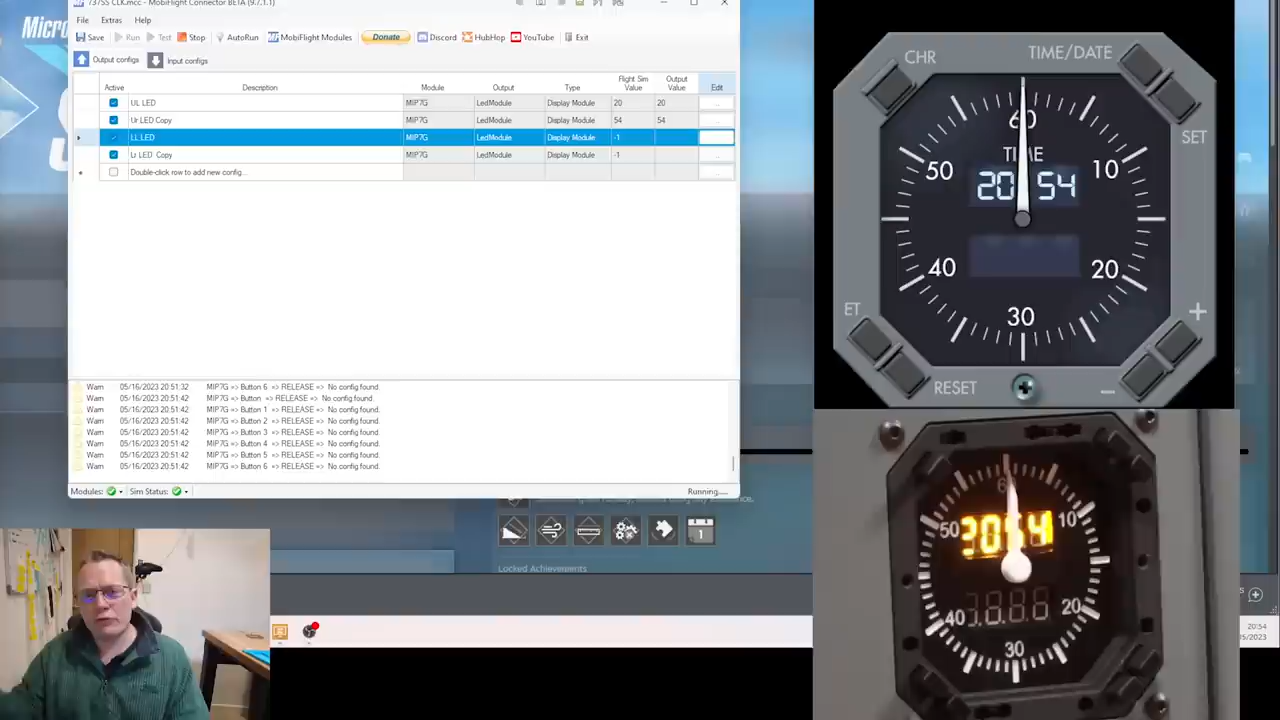 737SS CLK.mcc - MobiFlight Connector BETA (9.7.1.1)
File Extras Help
Save Run Test Stop AutoRun MobiFlight Modules Donate Discord HubHop YouTube Exit
Output configs Input configs
Active Description Module Output Type Flight Sim Value Output Value Edit
UL LED MIP7G LedModule Display Module 20 20 ...
Ur LED Copy MIP7G LedModule Display Module 54 54 ...
LL LED MIP7G LedModule Display Module -1
Lr LED Copy MIP7G LedModule Display Module -1 ...
Double-click row to add new config... ...
Warn 05/16/2023 20:51:32 MIP7G => Button 6 => RELEASE => No config found.
Warn 05/16/2023 20:51:42 MIP7G => Button => RELEASE => No config found.
Warn 05/16/2023 20:51:42 MIP7G => Button 1 => RELEASE => No config found.
Warn 05/16/2023 20:51:42 MIP7G => Button 2 => RELEASE => No config found.
Warn 05/16/2023 20:51:42 MIP7G => Button 3 => RELEASE => No config found.
Warn 05/16/2023 20:51:42 MIP7G => Button 4 => RELEASE => No config found.
Warn 05/16/2023 20:51:42 MIP7G => Button 5 => RELEASE => No config found.
Warn 05/16/2023 20:51:42 MIP7G => Button 6 => RELEASE => No config found.
Modules: Sim Status: Running.....
Micro
1
Locked Achievements
20:54
CHR TIME/DATE
SET
60
TIME
50 20 54 10
40 20
30
ET
RESET + −
60
50 2054 10
40 20
30